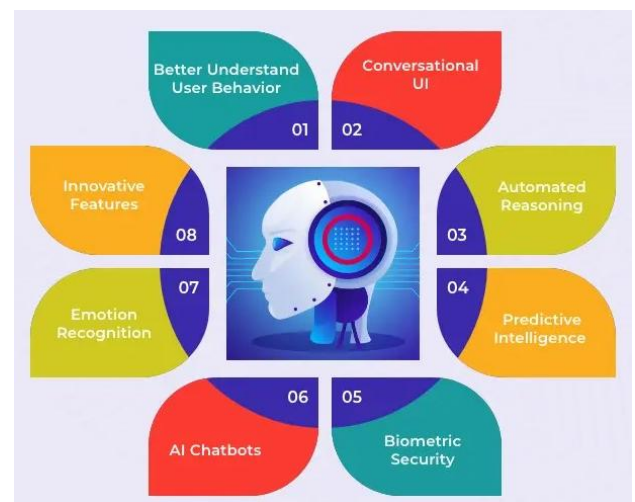 Better Understand
User Behavior
01
Conversational
UI
02
Automated
Reasoning
03
Predictive
Intelligence
04
Biometric
Security
05
AI Chatbots
06
Emotion
Recognition
07
Innovative
Features
08